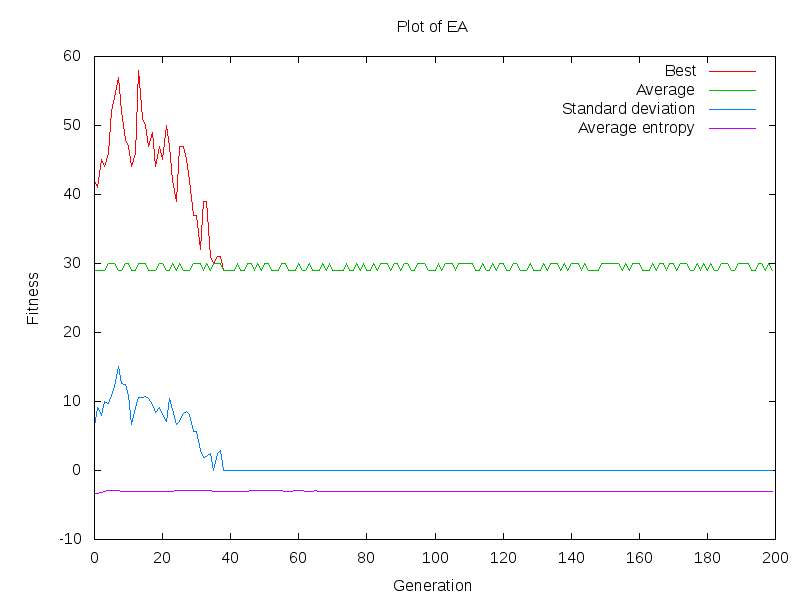 Plot of EA
60
50
40
30
20
10
0
-10
Fitness
Best
Average
Standard deviation
Average entropy
0 20 40 60 80 100 120 140 160 180 200
Generation